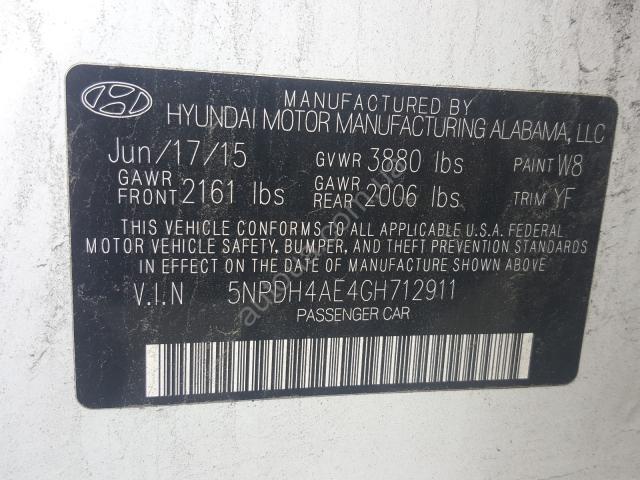 MANUFACTURED BY
HYUNDAI MOTOR MANUFACTURING ALABAMA, LLC
Jun/17/15 GVWR 3880 lbs PAINT W8
GAWR FRONT 2161 lbs GAWR REAR 2006 lbs TRIM YF
THIS VEHICLE CONFORMS TO ALL APPLICABLE U.S.A. FEDERAL
MOTOR VEHICLE SAFETY, BUMPER, AND THEFT PREVENTION STANDARDS
IN EFFECT ON THE DATE OF MANUFACTURE SHOWN ABOVE
V.I.N 5NPDH4AE4GH712911
PASSENGER CAR